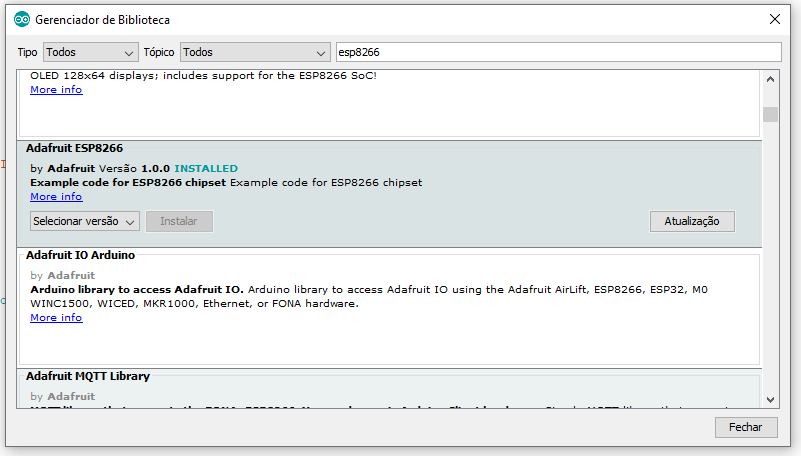 Gerenciador de Biblioteca
Tipo Todos Tópico Todos esp8266
OLED 128x64 displays; includes support for the ESP8266 SoC!
More info
Adafruit ESP8266
by Adafruit Versão 1.0.0 INSTALLED
Example code for ESP8266 chipset Example code for ESP8266 chipset
More info
Selecionar versão Instalar Atualização
Adafruit IO Arduino
by Adafruit
Arduino library to access Adafruit IO. Arduino library to access Adafruit IO using the Adafruit AirLift, ESP8266, ESP32, M0
WINC1500, WICED, MKR1000, Ethernet, or FONA hardware.
More info
Adafruit MQTT Library
by Adafruit
Fechar